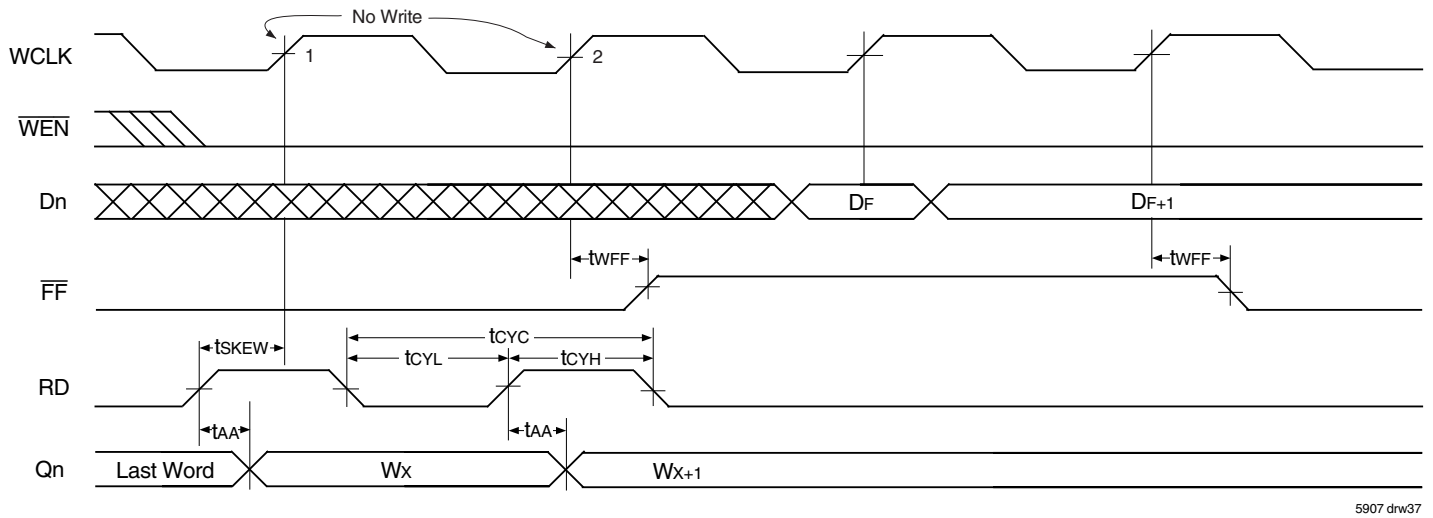 No Write
WCLK
1
2
WEN
Dn
DF
DF+1
tWFF
tWFF
FF
tCYC
tSKEW
tCYL
tCYH
RD
tAA
tAA
Qn
Last Word
WX
WX+1
5907 drw37